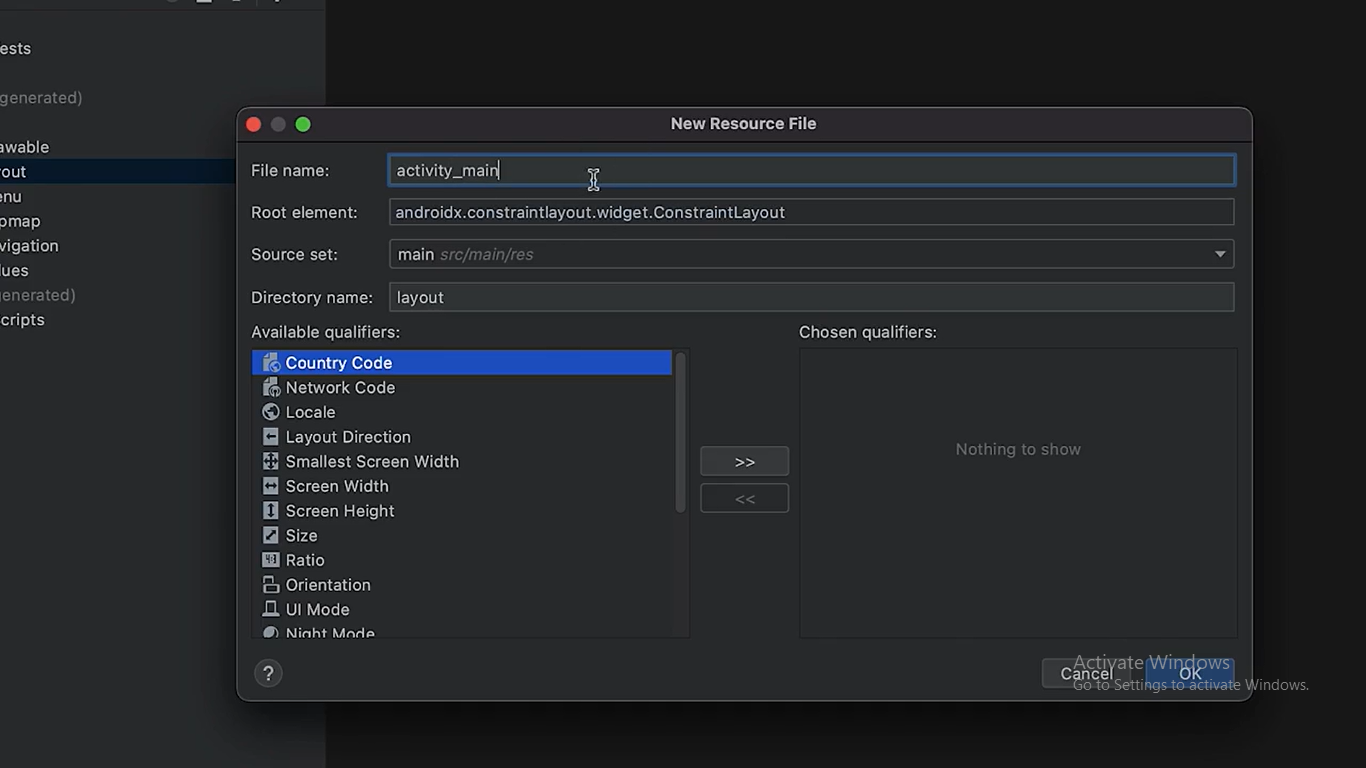 ests
generated)
awable
yout
enu
pmap
vigation
lues
enerated)
cripts
New Resource File
File name:
activity_main
Root element:
androidx.constraintlayout.widget.ConstraintLayout
Source set:
main src/main/res
Directory name:
layout
Available qualifiers:
Country Code
Network Code
Locale
Layout Direction
Smallest Screen Width
Screen Width
Screen Height
Size
Ratio
Orientation
UI Mode
Night Mode
>>
<<
Chosen qualifiers:
Nothing to show
?
Cancel
OK
Activate Windows
Go to Settings to activate Windows.